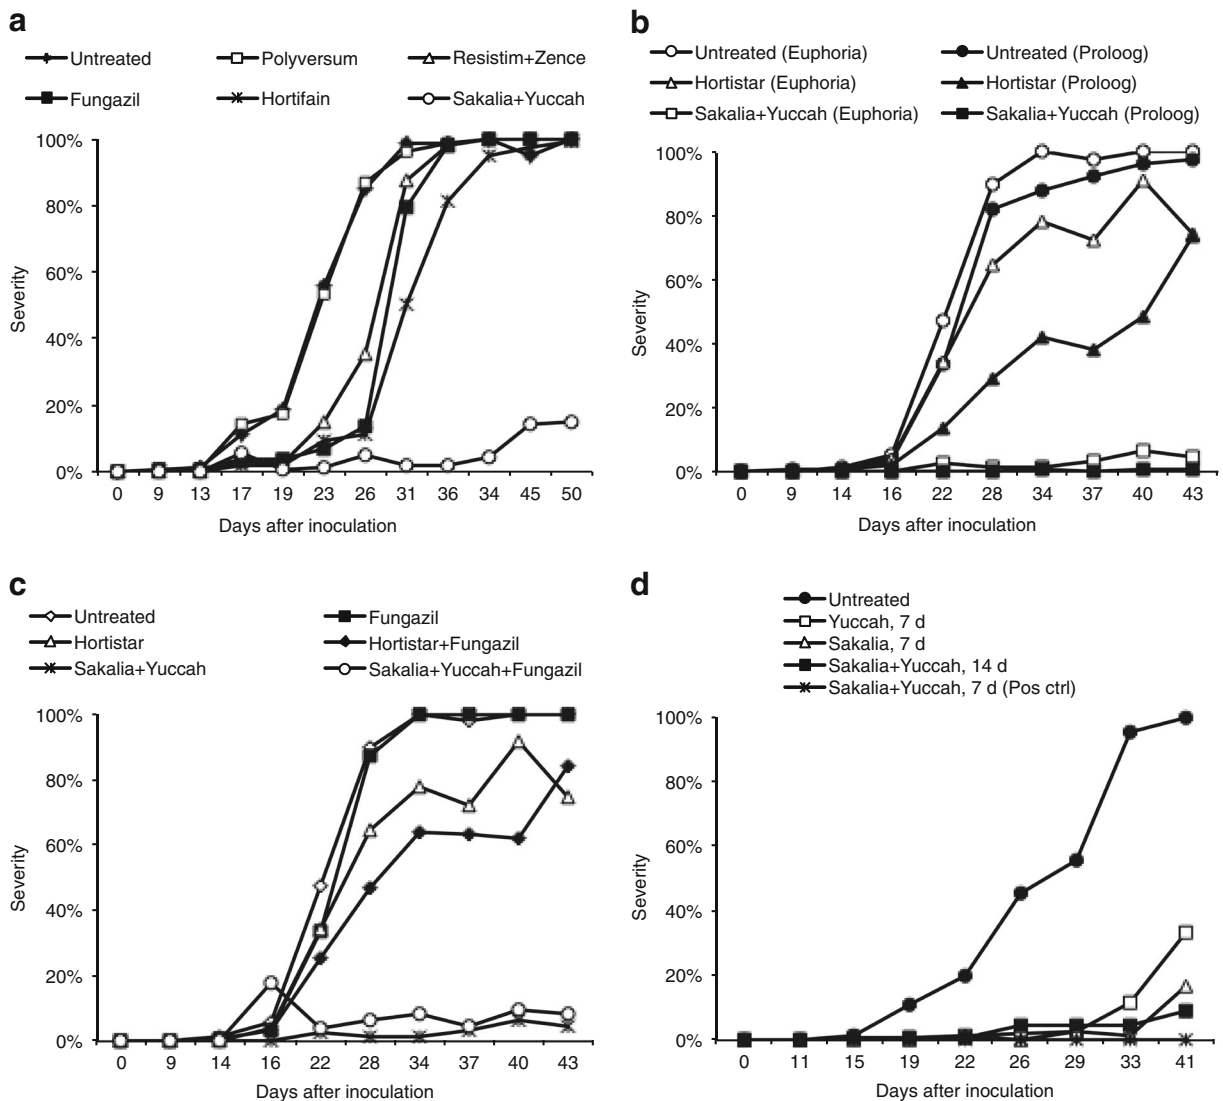 a
Untreated
Polyversum
Resistim+Zence
Fungazil
Hortifain
Sakalia+Yuccah
100%
80%
60%
40%
20%
0%
Severity
0 9 13 17 19 23 26 31 36 34 45 50
Days after inoculation
b
Untreated (Euphoria)
Untreated (Proloog)
Hortistar (Euphoria)
Hortistar (Proloog)
Sakalia+Yuccah (Euphoria)
Sakalia+Yuccah (Proloog)
100%
80%
60%
40%
20%
0%
Severity
0 9 14 16 22 28 34 37 40 43
Days after inoculation
c
Untreated
Fungazil
Hortistar
Hortistar+Fungazil
Sakalia+Yuccah
Sakalia+Yuccah+Fungazil
100%
80%
60%
40%
20%
0%
Severity
0 9 14 16 22 28 34 37 40 43
Days after inoculation
d
Untreated
Yuccah, 7 d
Sakalia, 7 d
Sakalia+Yuccah, 14 d
Sakalia+Yuccah, 7 d (Pos ctrl)
100%
80%
60%
40%
20%
0%
Severity
0 11 15 19 22 26 29 33 41
Days after inoculation